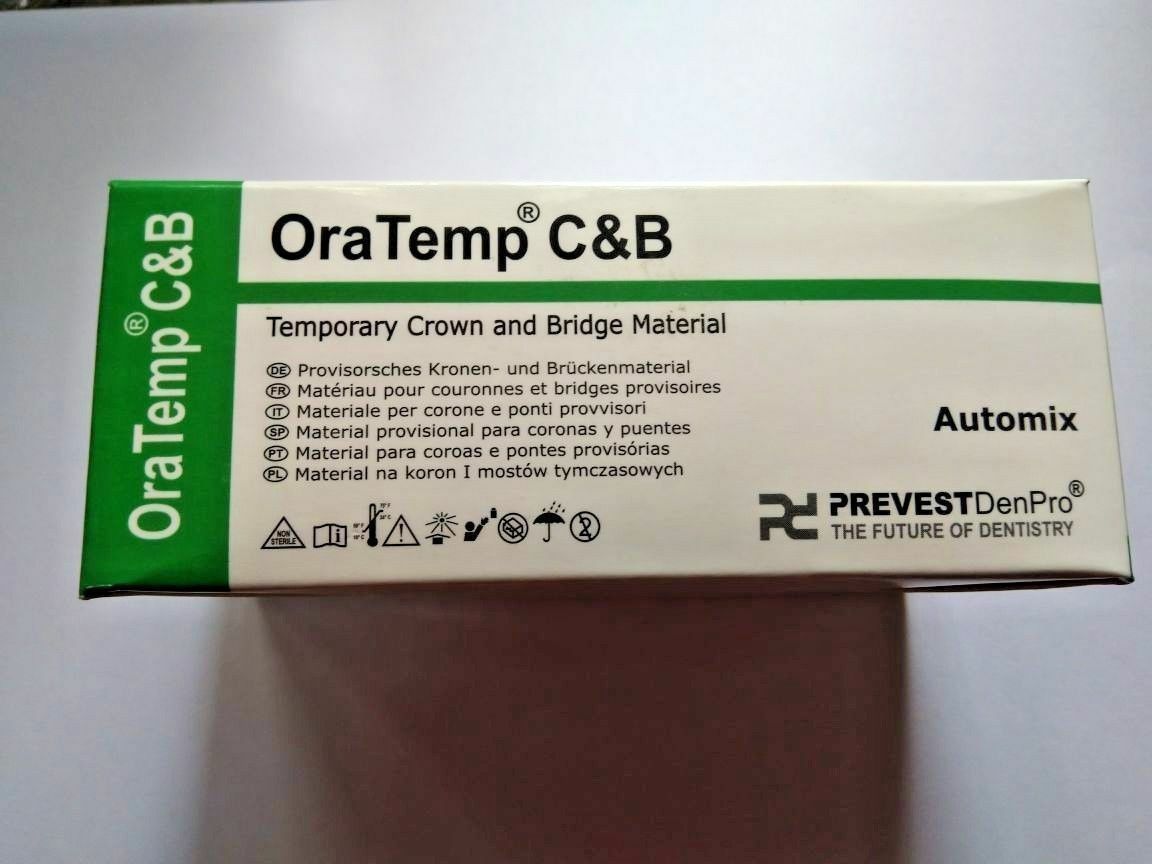 OraTemp® C&B
OraTemp® C&B
Temporary Crown and Bridge Material
DE Provisorsches Kronen- und Brückenmaterial
FR Matériau pour couronnes et bridges provisoires
IT Materiale per corone e ponti provvisori
SP Material provisional para coronas y puentes
PT Material para coroas e pontes provisórias
PL Material na koron I mostów tymczasowych
Automix
NON
STERILE
PREVESTDenPro®
THE FUTURE OF DENTISTRY